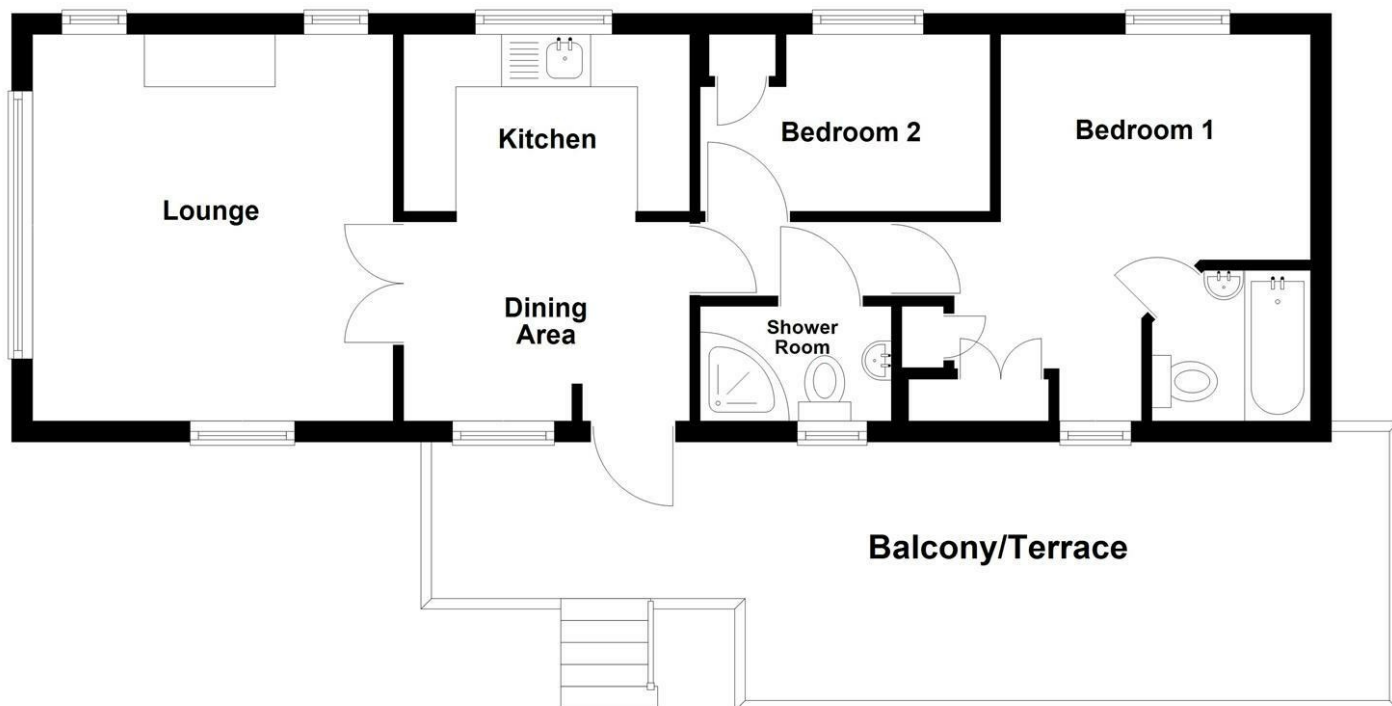 Lounge
Kitchen
Dining
Area
Bedroom 2
Bedroom 1
Shower
Room
Balcony/Terrace